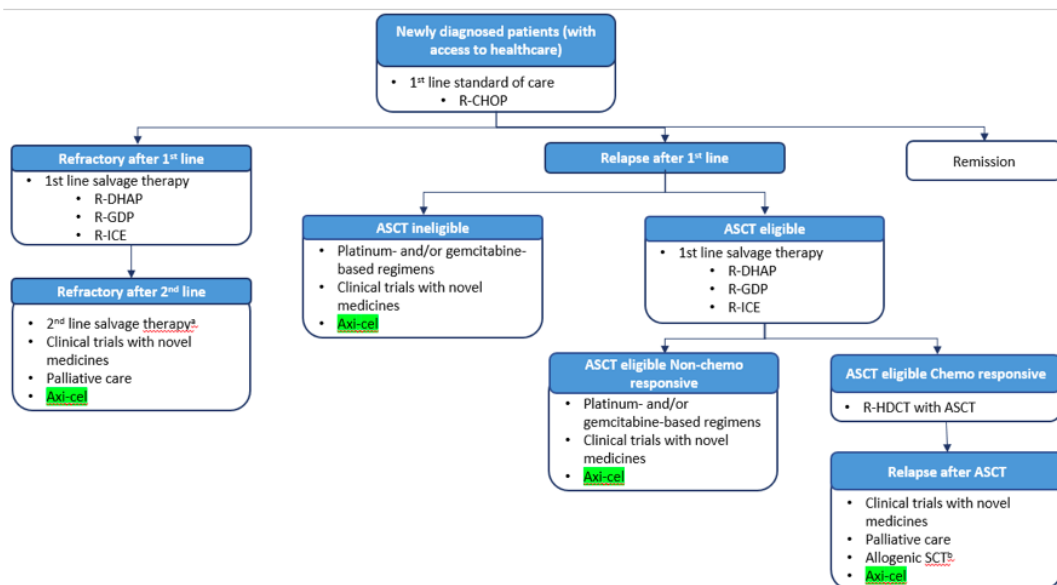 Newly diagnosed patients (with
access to healthcare)
• 1st line standard of care
• R-CHOP
Refractory after 1st line
• 1st line salvage therapy
• R-DHAP
• R-GDP
• R-ICE
Refractory after 2nd line
• 2nd line salvage therapyª
• Clinical trials with novel
medicines
• Palliative care
• Axi-cel
Relapse after 1st line
Remission
ASCT ineligible
• Platinum- and/or gemcitabine-
based regimens
• Clinical trials with novel
medicines
• Axi-cel
ASCT eligible
• 1st line salvage therapy
• R-DHAP
• R-GDP
• R-ICE
ASCT eligible Non-chemo
responsive
• Platinum- and/or
gemcitabine-based regimens
• Clinical trials with novel
medicines
• Axi-cel
ASCT eligible Chemo responsive
• R-HDCT with ASCT
Relapse after ASCT
• Clinical trials with novel
medicines
• Palliative care
• Allogenic SCTᵇ
• Axi-cel